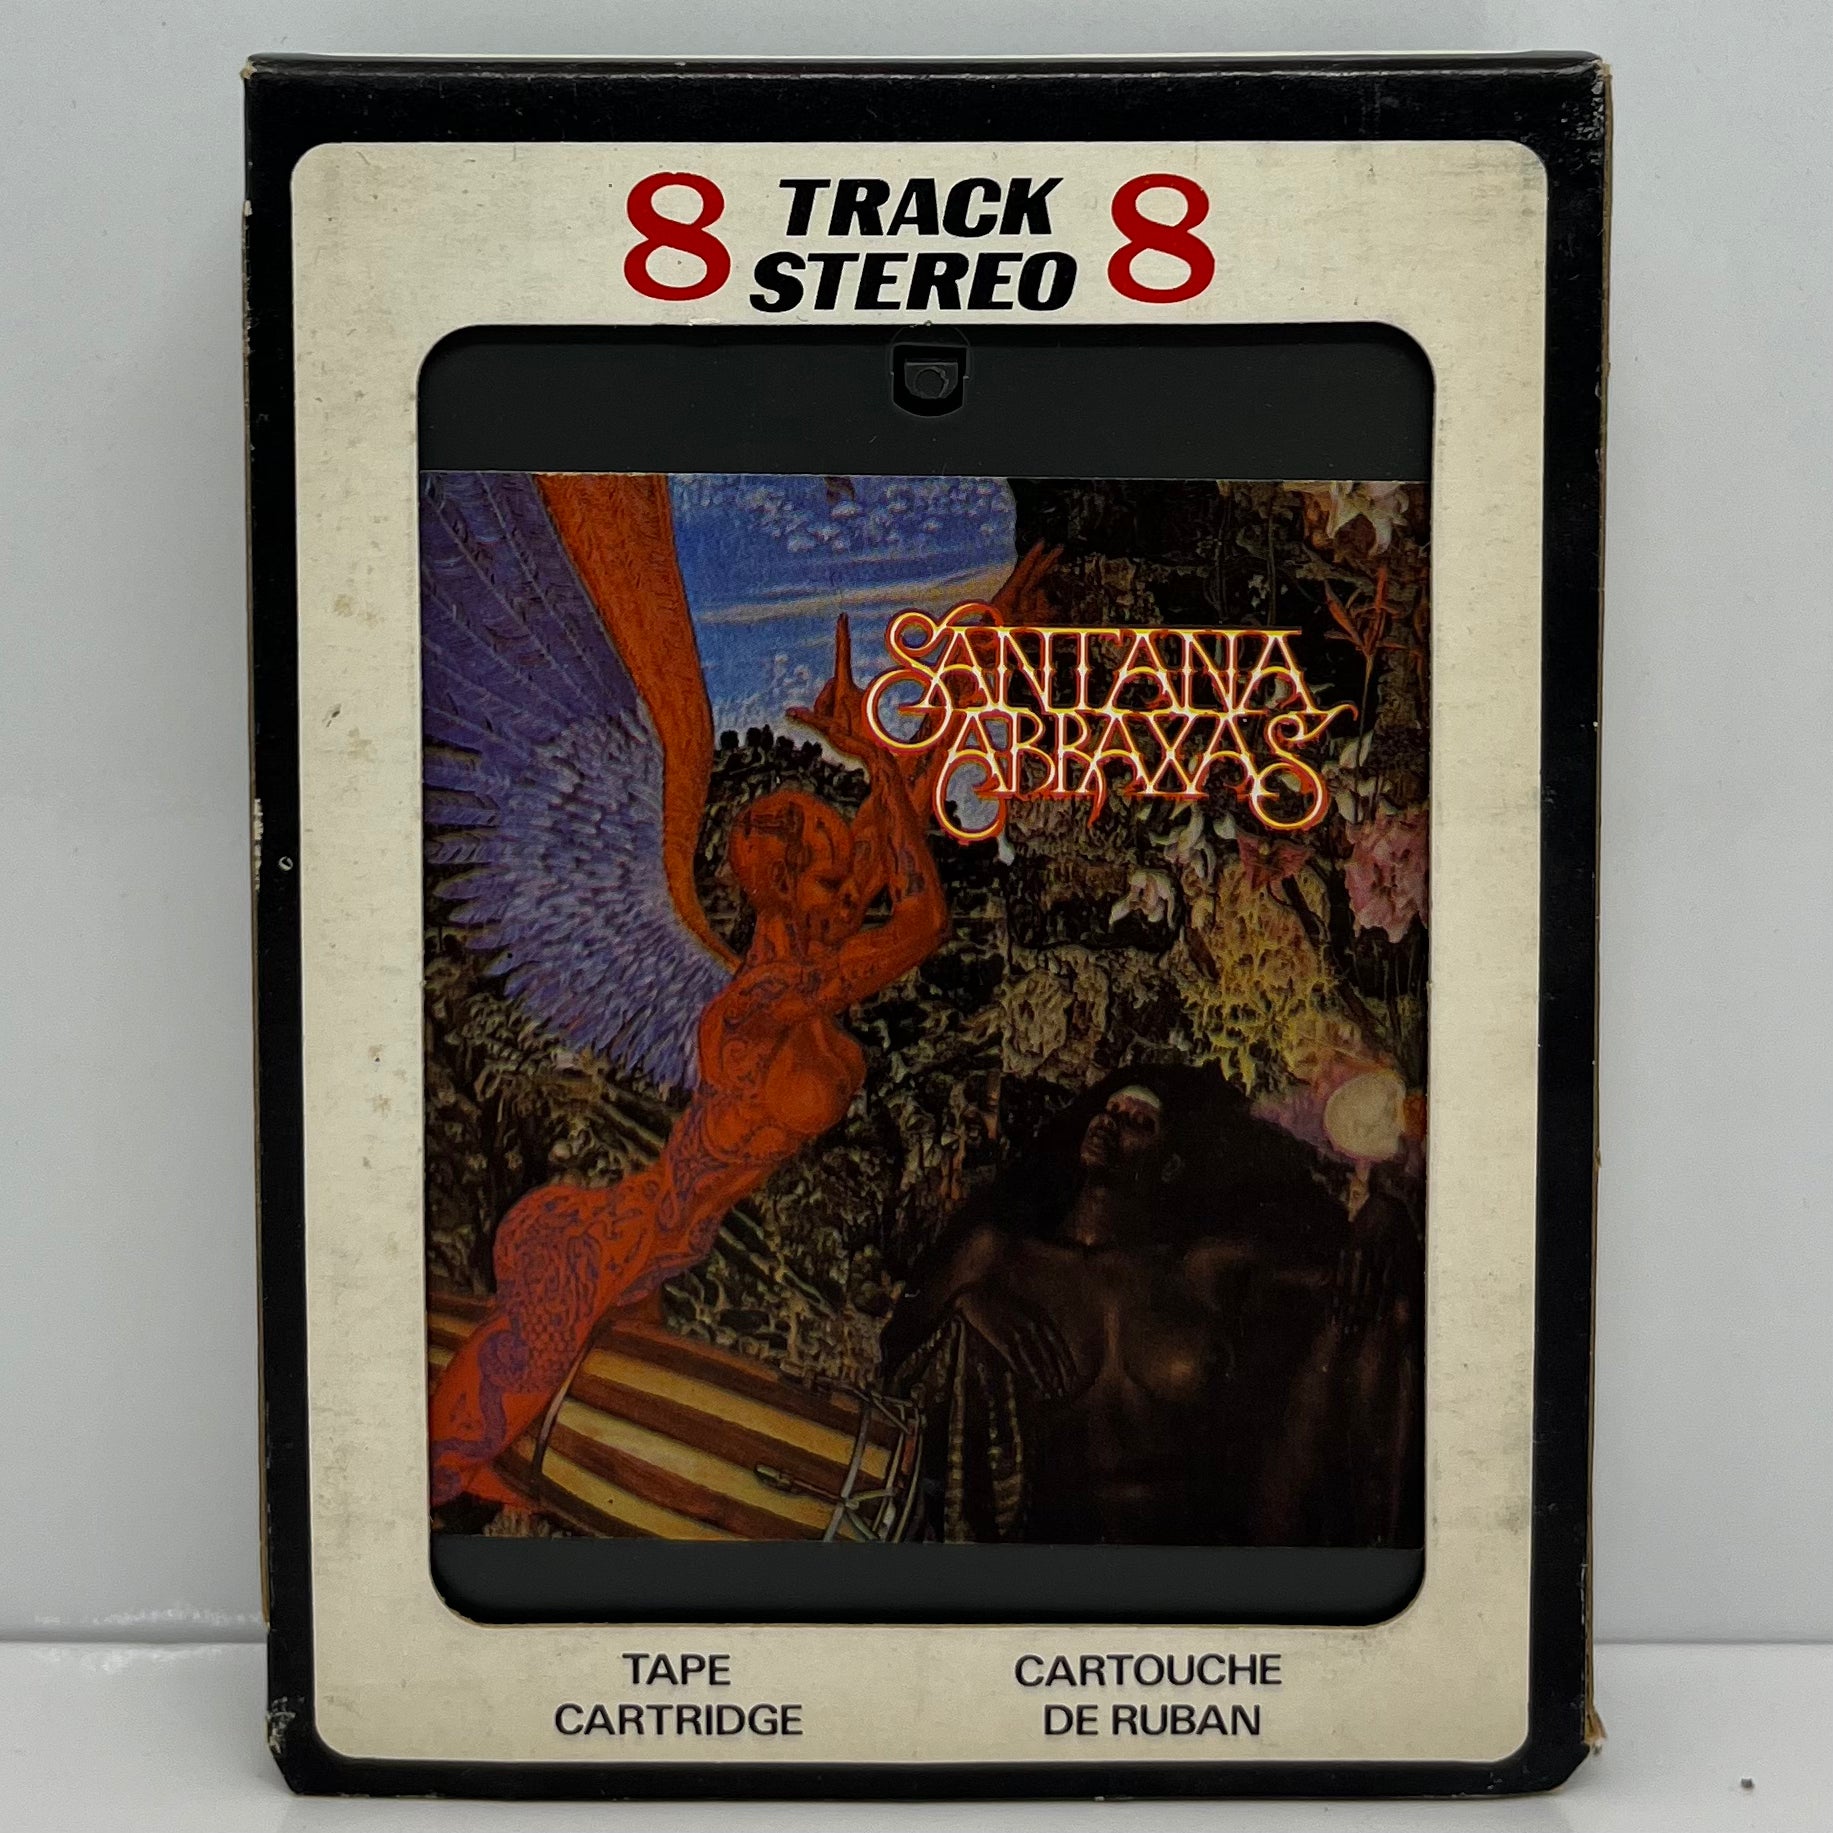 8 TRACK 8
STEREO
SANTANA
ABRAXAS
TAPE
CARTRIDGE
CARTOUCHE
DE RUBAN